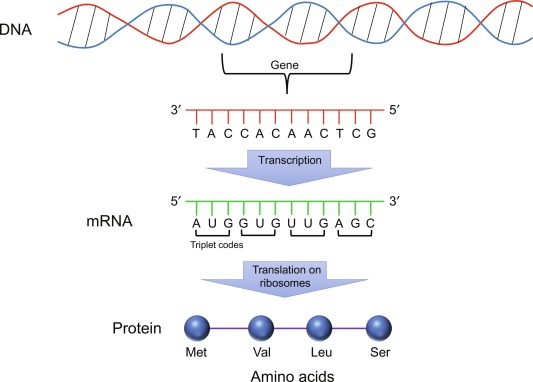 DNA
Gene
3′ 5′
T A C C A C A A C T C G
Transcription
5′ 3′
mRNA
A U G G U G U U G A G C
Triplet codes
Translation on
ribosomes
Protein
Met Val Leu Ser
Amino acids